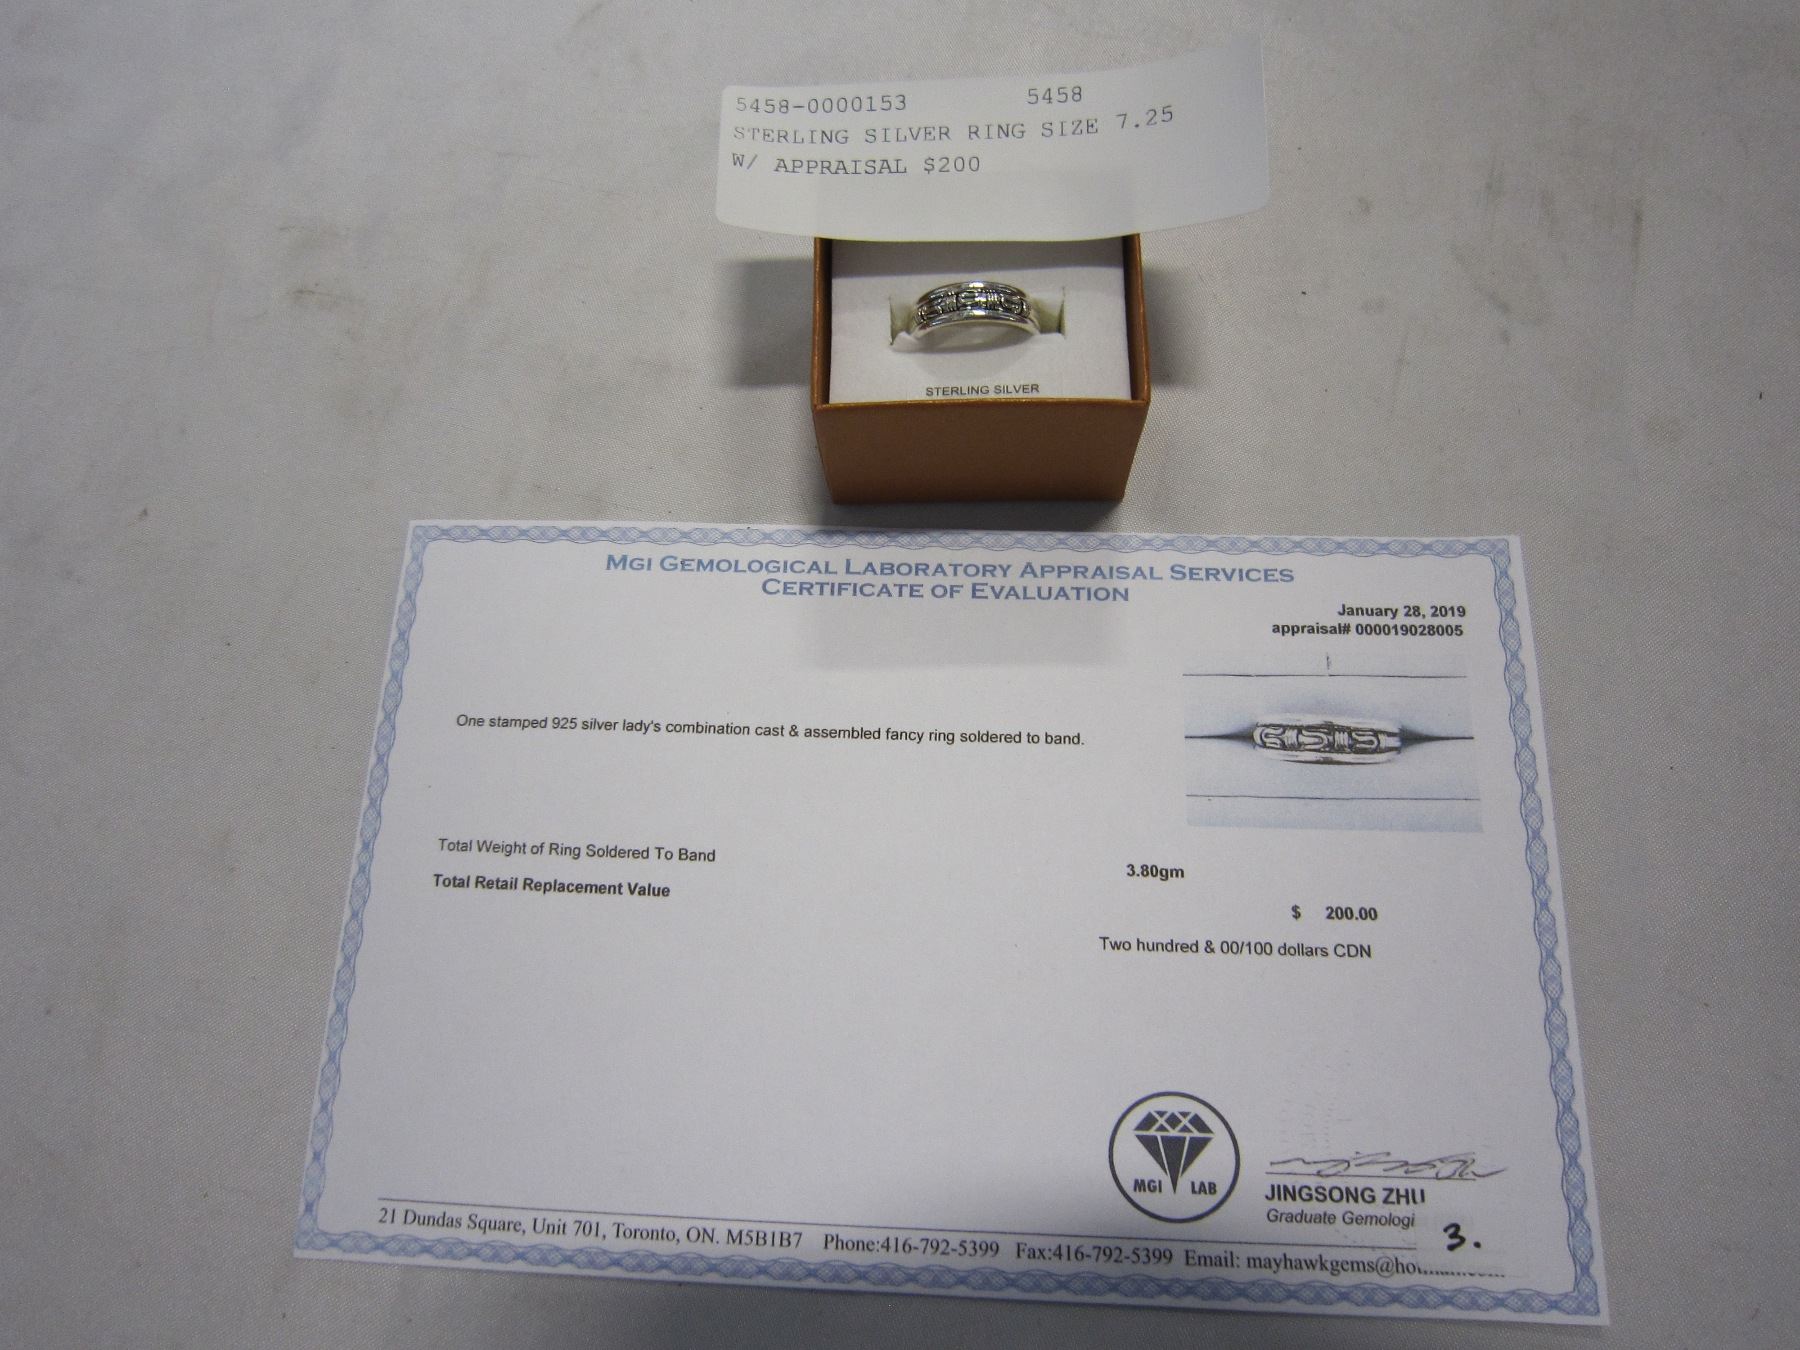 5458-0000153 5458
STERLING SILVER RING SIZE 7.25
W/ APPRAISAL $200
STERLING SILVER
MGI GEMOLOGICAL LABORATORY APPRAISAL SERVICES
CERTIFICATE OF EVALUATION
January 28, 2019
appraisal# 000019028005
One stamped 925 silver lady's combination cast & assembled fancy ring soldered to band.
Total Weight of Ring Soldered To Band 3.80gm
Total Retail Replacement Value $ 200.00
Two hundred & 00/100 dollars CDN
MGI LAB
JINGSONG ZHU
Graduate Gemologi
3.
21 Dundas Square, Unit 701, Toronto, ON. M5B1B7 Phone:416-792-5399 Fax:416-792-5399 Email: mayhawkgems@ho